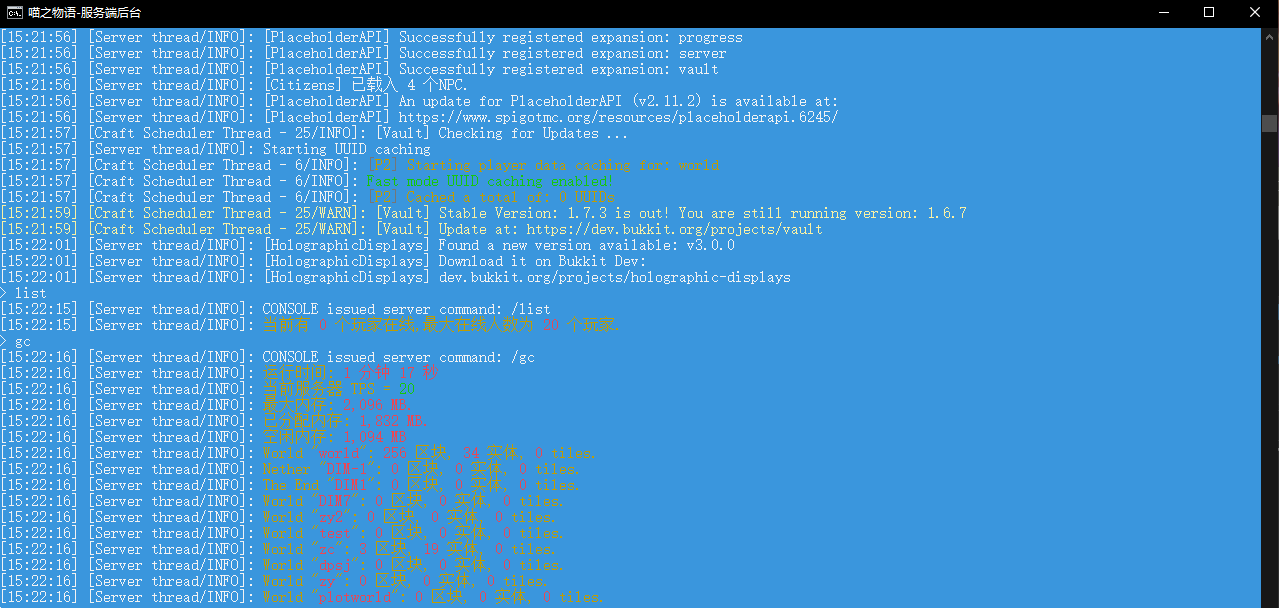 喵之物语-服务端后台
[15:21:56] [Server thread/INFO]: [PlaceholderAPI] Successfully registered expansion: progress
[15:21:56] [Server thread/INFO]: [PlaceholderAPI] Successfully registered expansion: server
[15:21:56] [Server thread/INFO]: [PlaceholderAPI] Successfully registered expansion: vault
[15:21:56] [Server thread/INFO]: [Citizens] 已载入 4 个NPC.
[15:21:56] [Server thread/INFO]: [PlaceholderAPI] An update for PlaceholderAPI (v2.11.2) is available at:
[15:21:56] [Server thread/INFO]: [PlaceholderAPI] https://www.spigotmc.org/resources/placeholderapi.6245/
[15:21:57] [Craft Scheduler Thread - 25/INFO]: [Vault] Checking for Updates ...
[15:21:57] [Server thread/INFO]: Starting UUID caching
[15:21:57] [Craft Scheduler Thread - 6/INFO]: [P2] Starting player data caching for: world
[15:21:57] [Craft Scheduler Thread - 6/INFO]: Fast mode UUID caching enabled!
[15:21:57] [Craft Scheduler Thread - 6/INFO]: [P2] Cached a total of: 0 UUIDs
[15:21:59] [Craft Scheduler Thread - 25/WARN]: [Vault] Stable Version: 1.7.3 is out! You are still running version: 1.6.7
[15:21:59] [Craft Scheduler Thread - 25/WARN]: [Vault] Update at: https://dev.bukkit.org/projects/vault
[15:22:01] [Server thread/INFO]: [HolographicDisplays] Found a new version available: v3.0.0
[15:22:01] [Server thread/INFO]: [HolographicDisplays] Download it on Bukkit Dev:
[15:22:01] [Server thread/INFO]: [HolographicDisplays] dev.bukkit.org/projects/holographic-displays
> list
[15:22:15] [Server thread/INFO]: CONSOLE issued server command: /list
[15:22:15] [Server thread/INFO]: 当前有 0 个玩家在线,最大在线人数为 20 个玩家.
> gc
[15:22:16] [Server thread/INFO]: CONSOLE issued server command: /gc
[15:22:16] [Server thread/INFO]: 运行时间: 1 分钟 17 秒
[15:22:16] [Server thread/INFO]: 当前服务器 TPS = 20
[15:22:16] [Server thread/INFO]: 最大内存: MB.
[15:22:16] [Server thread/INFO]: 已分配内存: MB.
[15:22:16] [Server thread/INFO]: 空闲内存: MB
[15:22:16] [Server thread/INFO]: World "world": 区块, 24 实体, 0 tiles.
[15:22:16] [Server thread/INFO]: Nether "DIM-1": 0 区块, 0 实体, 0 tiles.
[15:22:16] [Server thread/INFO]: The End "DIM1": 0 区块, 0 实体, 0 tiles.
[15:22:16] [Server thread/INFO]: World "DIM7": 0 区块, 0 实体, 0 tiles.
[15:22:16] [Server thread/INFO]: World 0 区块, 0 实体, 0 tiles.
[15:22:16] [Server thread/INFO]: World "test": 0 区块, 0 实体, 0 tiles.
[15:22:16] [Server thread/INFO]: World 区块, 实体, 0 tiles.
[15:22:16] [Server thread/INFO]: World 0 区块, 0 实体, 0 tiles.
[15:22:16] [Server thread/INFO]: World 0 区块, 0 实体, 0 tiles.
[15:22:16] [Server thread/INFO]: World "plotworld": 0 区块, 0 实体, 0 tiles.